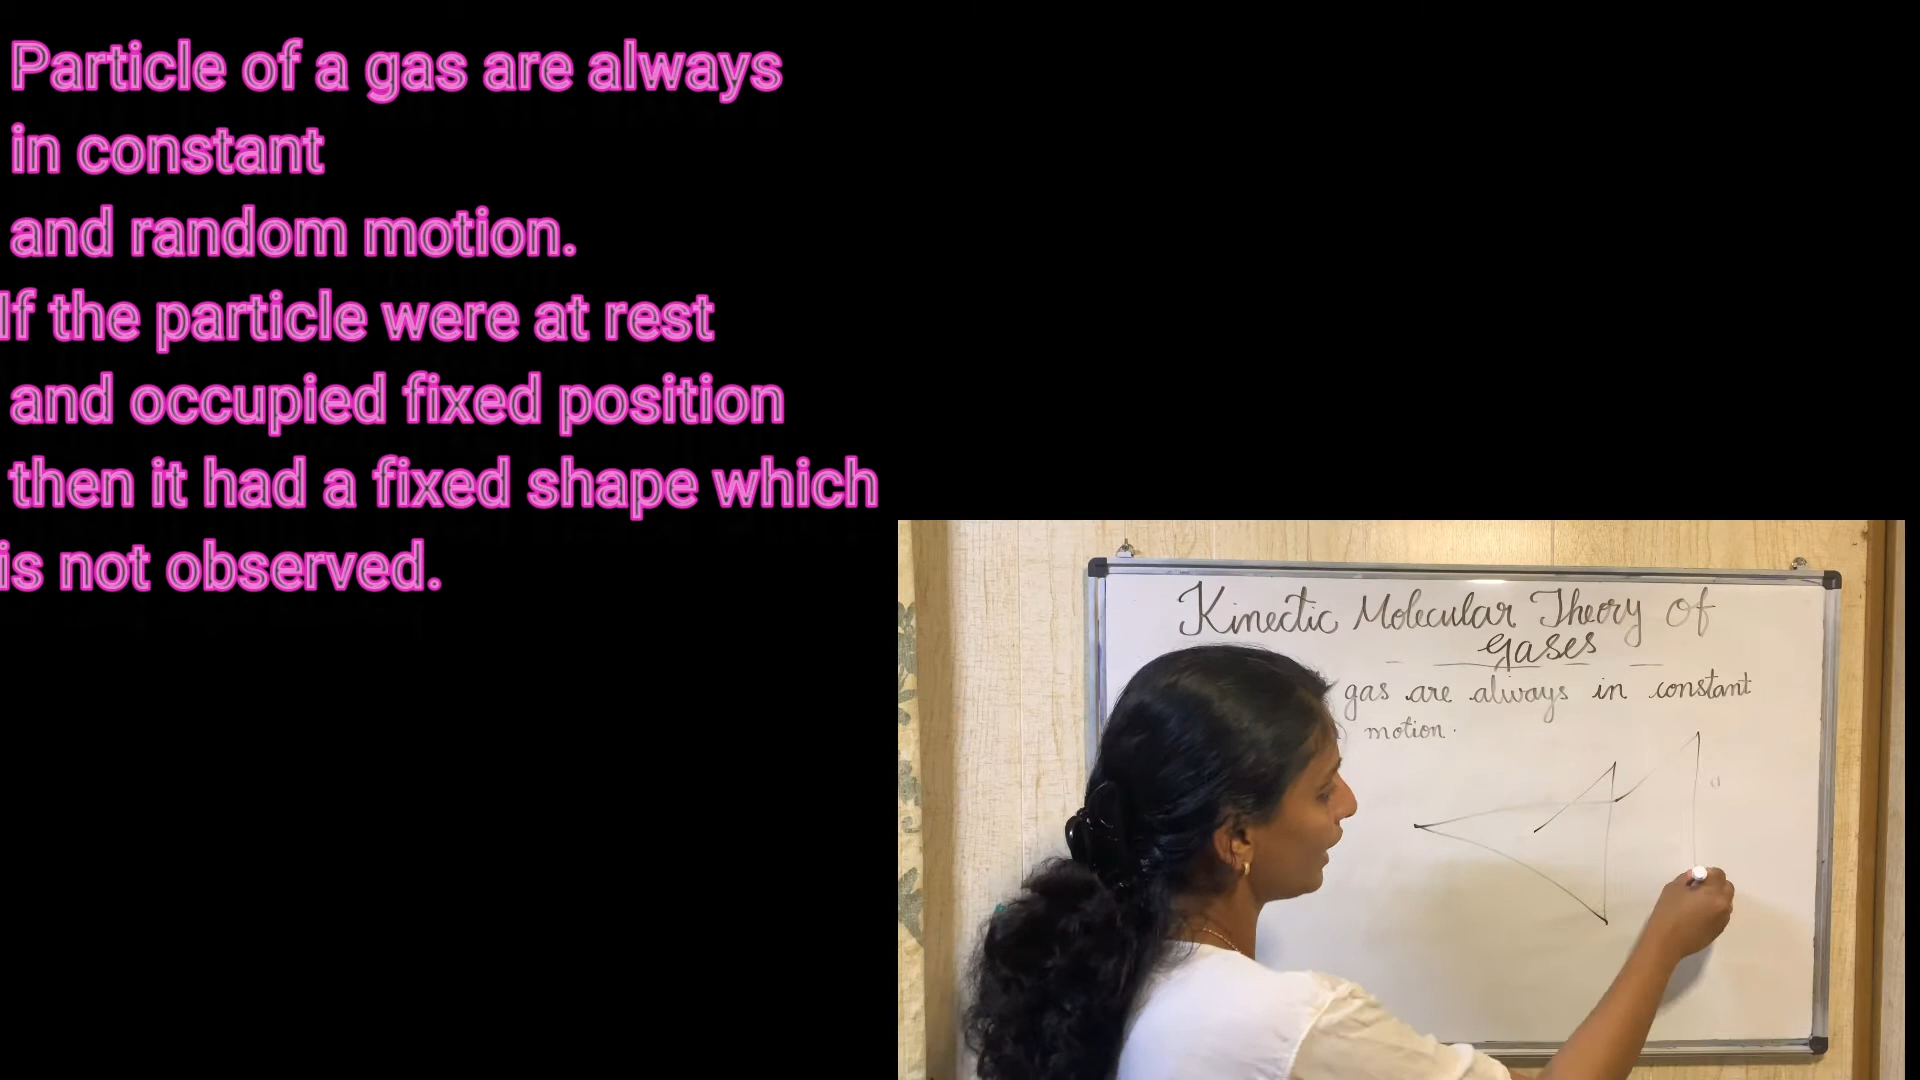 Particle of a gas are always
in constant
and random motion.
If the particle were at rest
and occupied fixed position
then it had a fixed shape which
is not observed.
Kinectic Molecular Theory of
gases
gas are always in constant
motion.